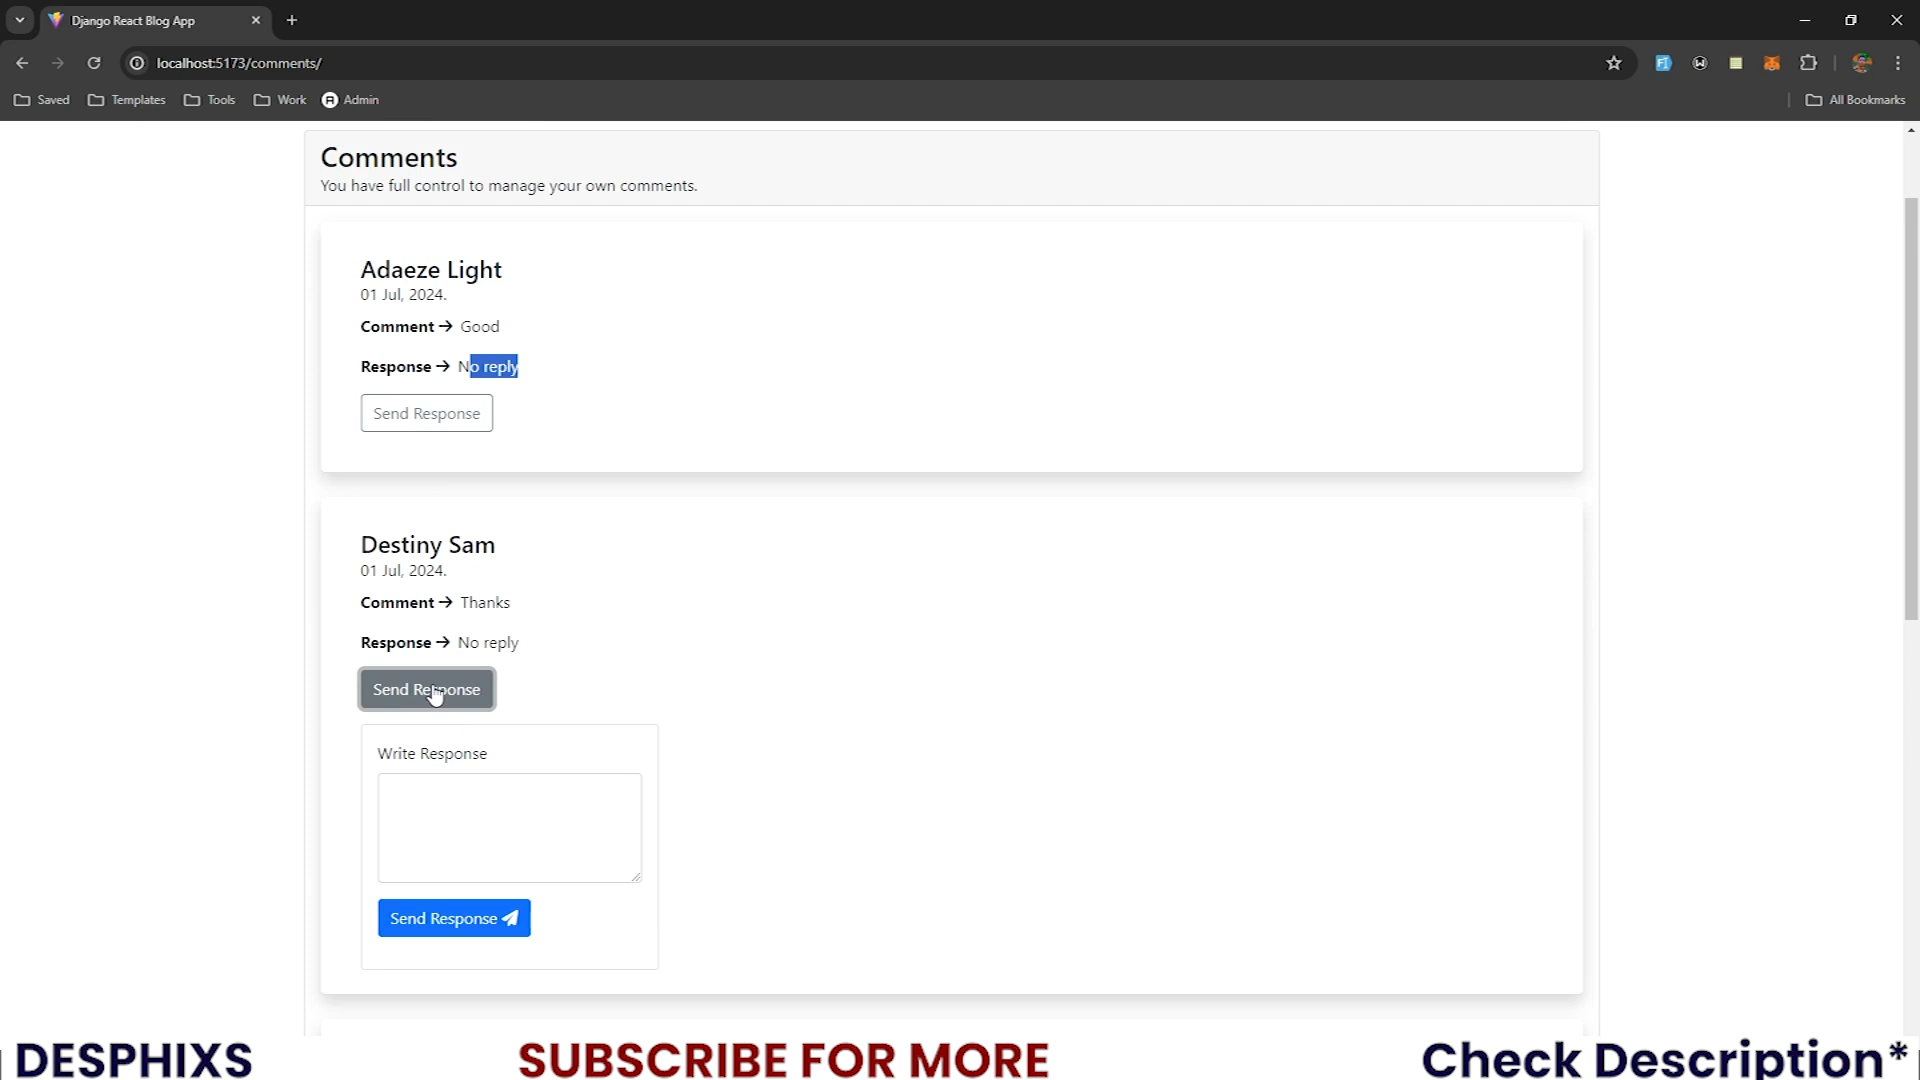 Django React Blog App
localhost:5173/comments/
Saved
Templates
Tools
Work
Admin
All Bookmarks
Comments
You have full control to manage your own comments.
Adaeze Light
01 Jul, 2024.
Comment → Good
Response → No reply
Send Response
Destiny Sam
01 Jul, 2024.
Comment → Thanks
Response → No reply
Send Response
Write Response
Send Response
DESPHIXS
SUBSCRIBE FOR MORE
Check Description*